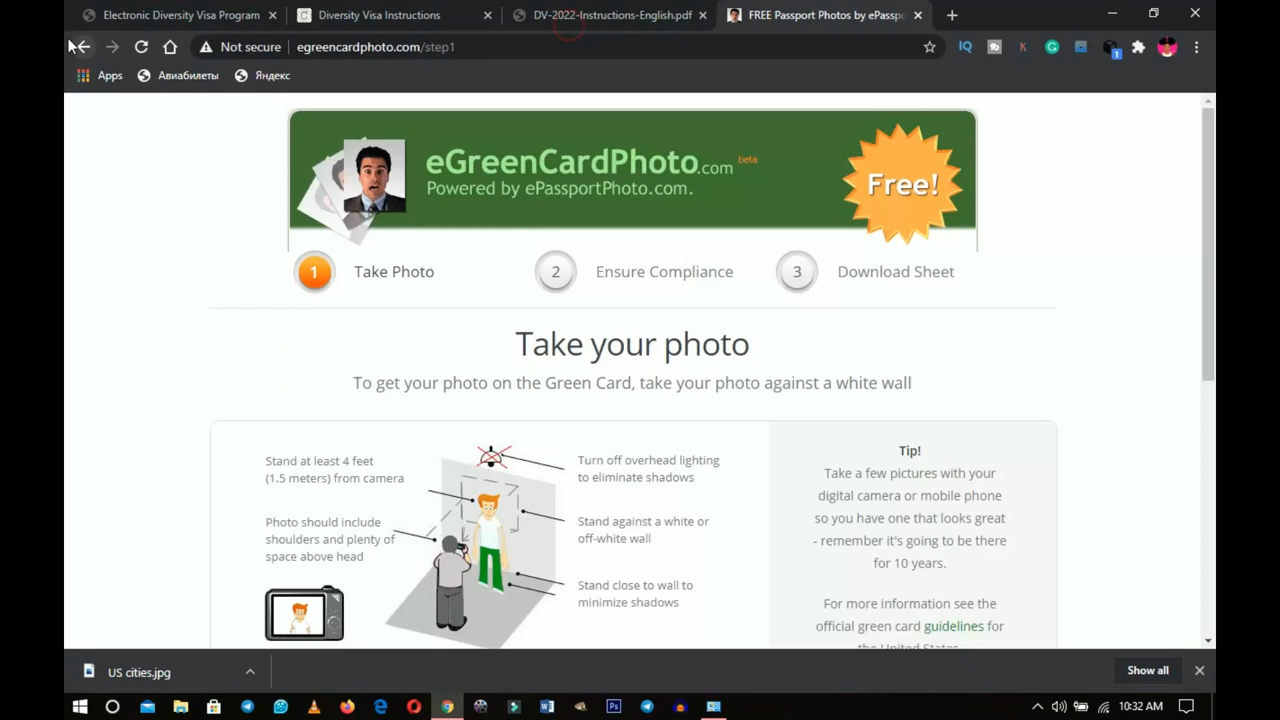 Electronic Diversity Visa Program
Diversity Visa Instructions
DV-2022-Instructions-English.pdf
FREE Passport Photos by ePasspo
Not secure
egreencardphoto.com/step1
Apps
Авиабилеты
Яндекс
eGreenCardPhoto.com beta
Powered by ePassportPhoto.com.
Free!
1 Take Photo
2 Ensure Compliance
3 Download Sheet
Take your photo
To get your photo on the Green Card, take your photo against a white wall
Stand at least 4 feet
(1.5 meters) from camera
Photo should include
shoulders and plenty of
space above head
Turn off overhead lighting
to eliminate shadows
Stand against a white or
off-white wall
Stand close to wall to
minimize shadows
Tip!
Take a few pictures with your
digital camera or mobile phone
so you have one that looks great
- remember it's going to be there
for 10 years.
For more information see the
official green card guidelines for
the United States.
US cities.jpg
Show all
10:32 AM